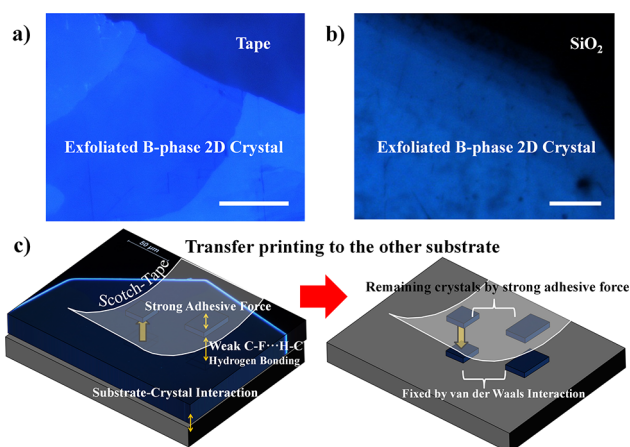 a)
Tape
Exfoliated B-phase 2D Crystal
b)
SiO2
Exfoliated B-phase 2D Crystal
c)
Transfer printing to the other substrate
50 μm
Scotch-Tape
Strong Adhesive Force
Weak C-F···H-C
Hydrogen Bonding
Substrate-Crystal Interaction
Remaining crystals by strong adhesive force
Fixed by van der Waals Interaction